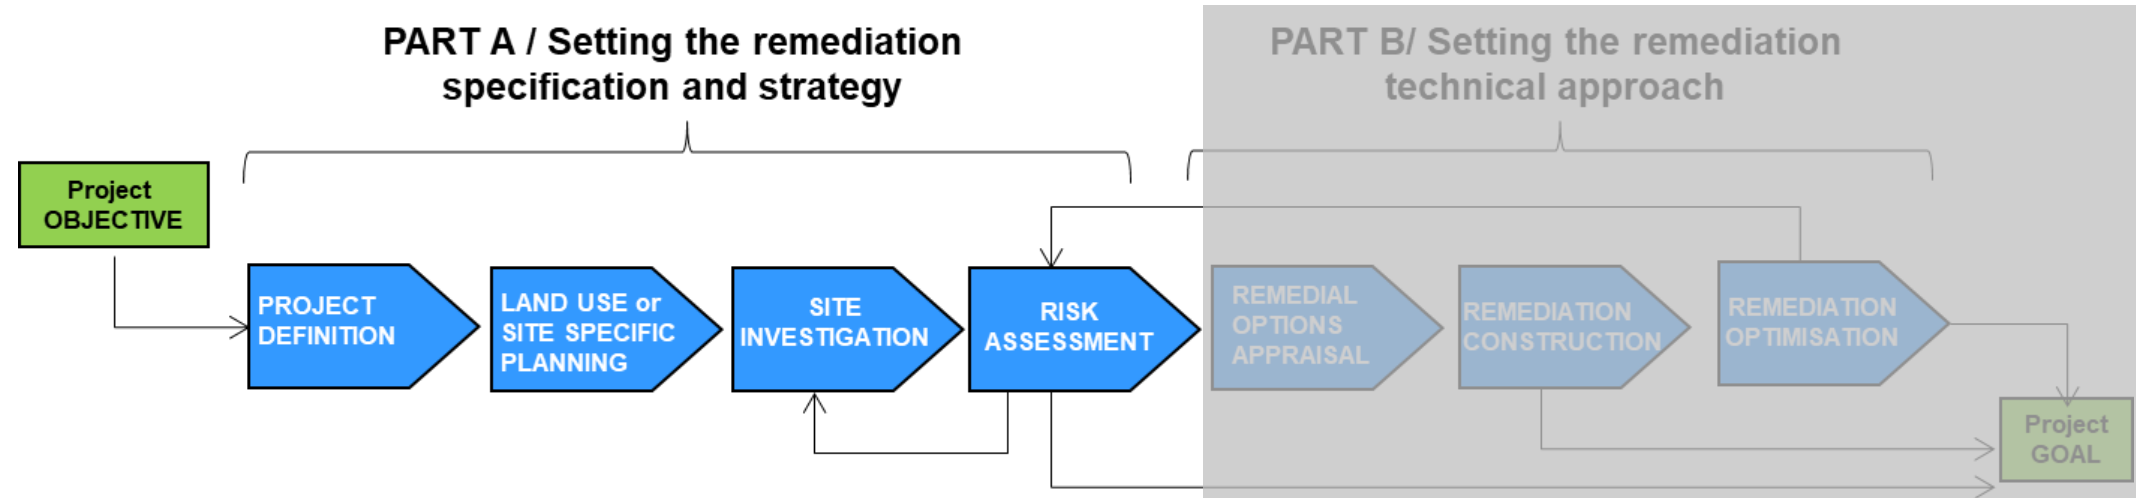 PART A / Setting the remediation
specification and strategy
PART B/ Setting the remediation
technical approach
Project
OBJECTIVE
PROJECT
DEFINITION
LAND USE or
SITE SPECIFIC
PLANNING
SITE
INVESTIGATION
RISK
ASSESSMENT
REMEDIAL
OPTIONS
APPRAISAL
REMEDIATION
CONSTRUCTION
REMEDIATION
OPTIMISATION
Project
GOAL